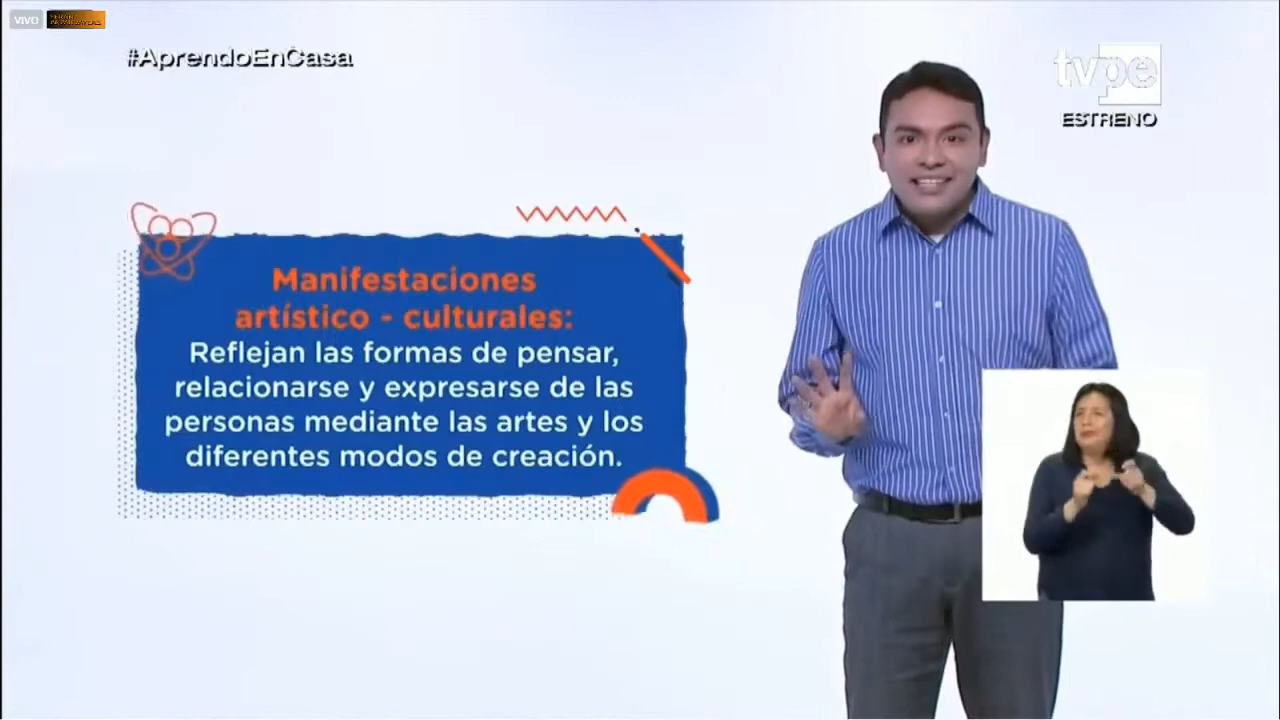 VIVO
#AprendoEnCasa
tvpe
ESTRENO
Manifestaciones
artístico - culturales:
Reflejan las formas de pensar,
relacionarse y expresarse de las
personas mediante las artes y los
diferentes modos de creación.